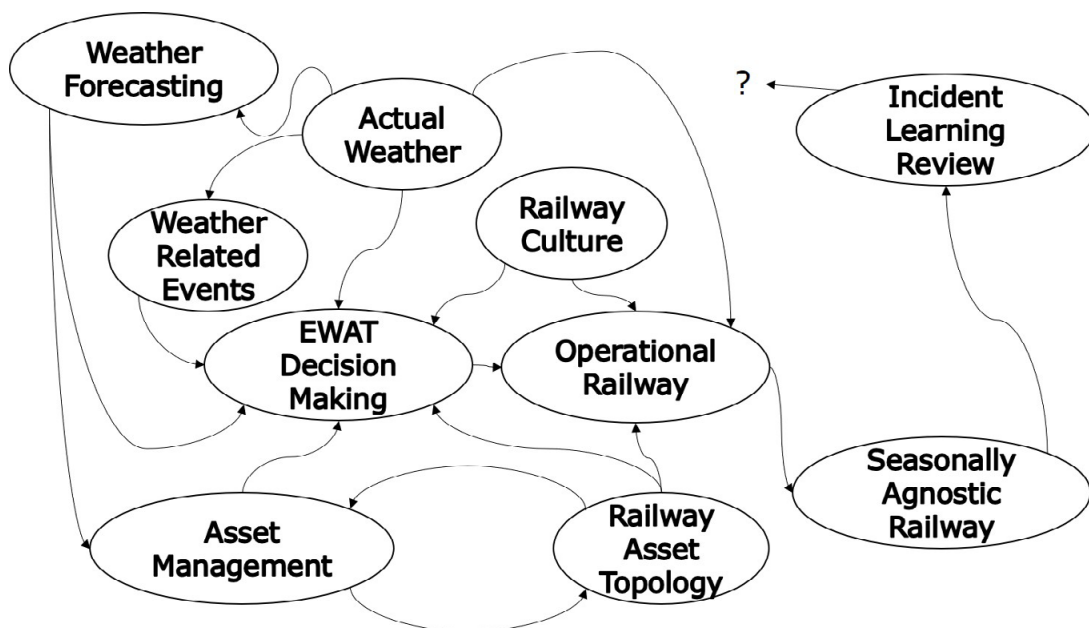 Weather
Forecasting
Actual
Weather
?
Incident
Learning
Review
Weather
Related
Events
Railway
Culture
EWAT
Decision
Making
Operational
Railway
Seasonally
Agnostic
Railway
Asset
Management
Railway
Asset
Topology